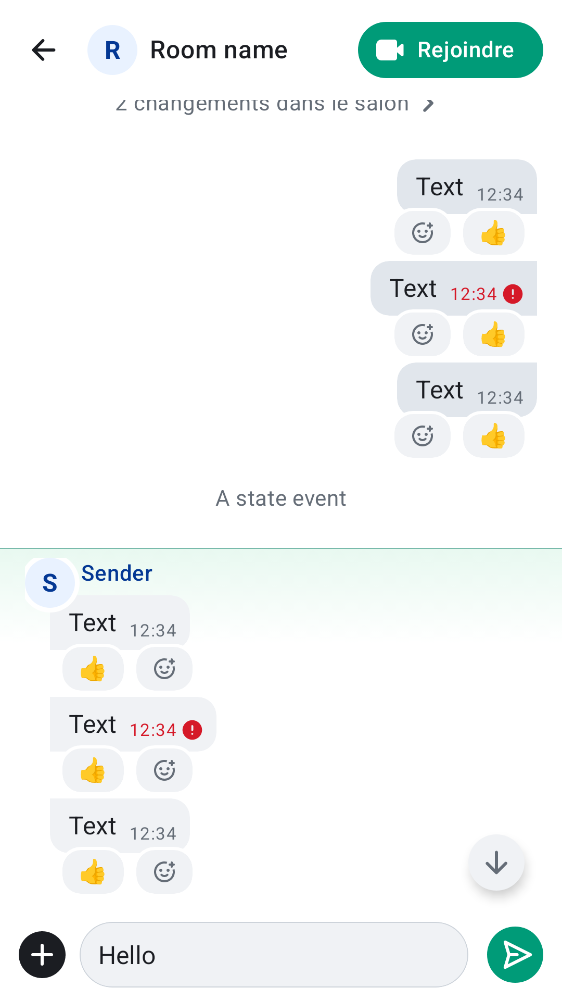 R Room name Rejoindre
2 changements dans le salon
Text 12:34
👍
Text 12:34
👍
Text 12:34
👍
A state event
S Sender
Text 12:34
👍
Text 12:34
👍
Text 12:34
👍
Hello